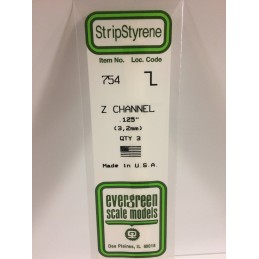 StripStyrene
Item No. Loc. Code
754
Z CHANNEL
.125"
(3,2mm)
QTY 3
Made in U.S.A.
evergreen
scale models
Des Plaines, IL 60018